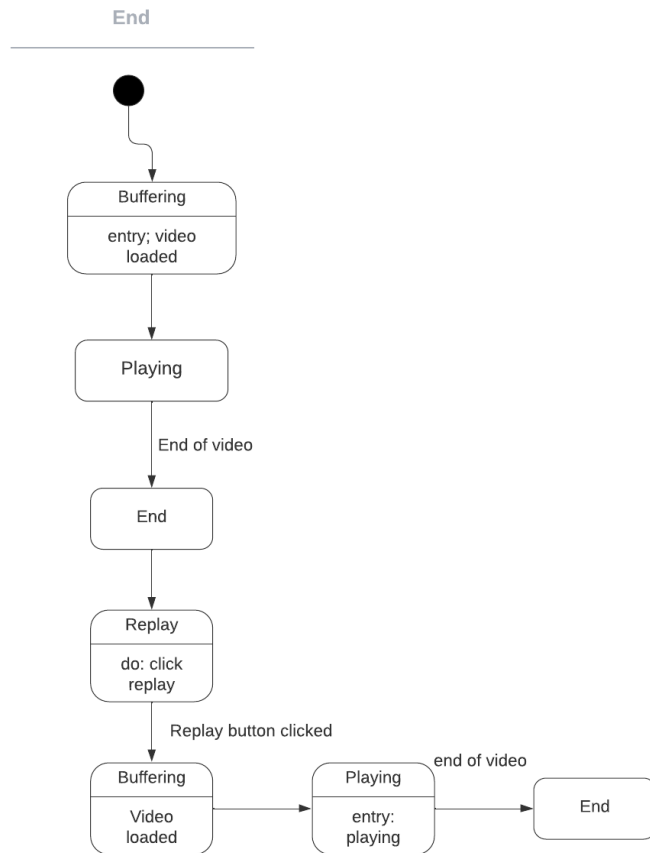 End
Buffering
entry; video
loaded
Playing
End of video
End
Replay
do: click
replay
Replay button clicked
Buffering
Video
loaded
Playing
entry:
playing
end of video
End